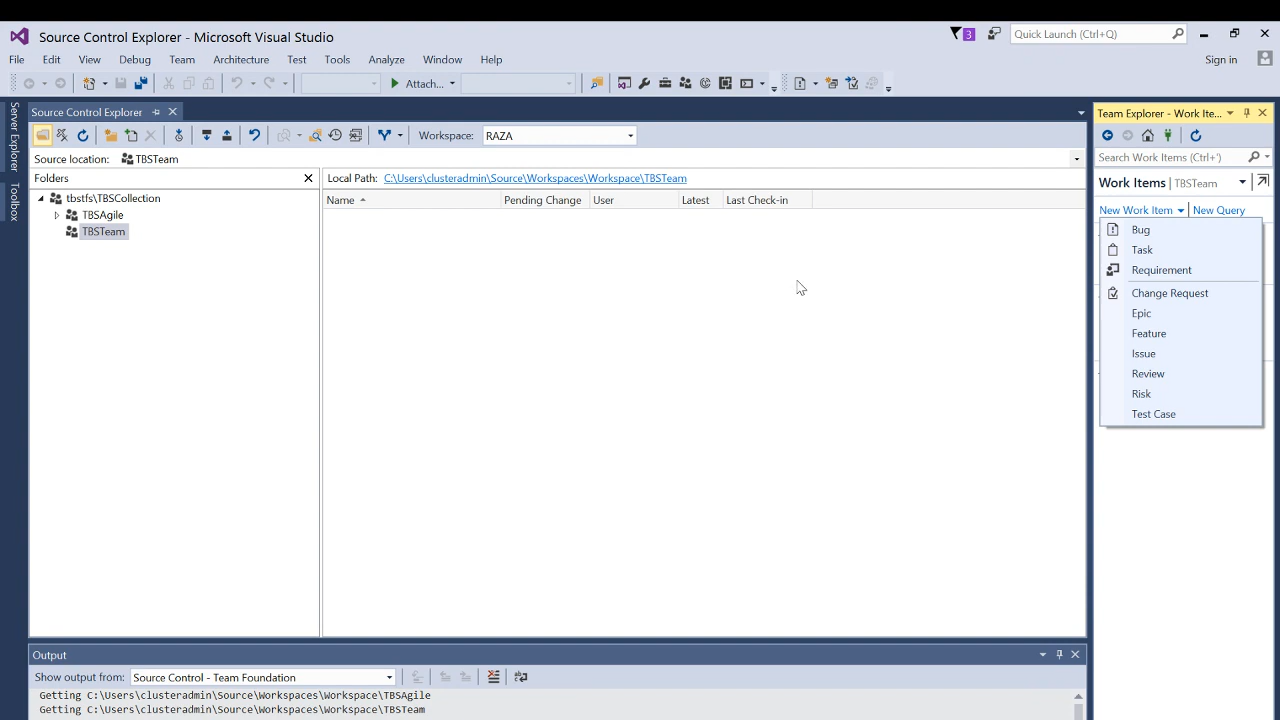 Source Control Explorer - Microsoft Visual Studio
3
Quick Launch (Ctrl+Q)
File Edit View Debug Team Architecture Test Tools Analyze Window Help
Sign in
Attach...
Server Explorer
Toolbox
Source Control Explorer
Workspace: RAZA
Source location: TBSTeam
Folders
tbstfs\TBSCollection
TBSAgile
TBSTeam
Local Path: C:\Users\clusteradmin\Source\Workspaces\Workspace\TBSTeam
Name Pending Change User Latest Last Check-in
Team Explorer - Work Ite...
Search Work Items (Ctrl+')
Work Items | TBSTeam
New Work Item | New Query
Bug
Task
Requirement
Change Request
Epic
Feature
Issue
Review
Risk
Test Case
Output
Show output from: Source Control - Team Foundation
Getting C:\Users\clusteradmin\Source\Workspaces\Workspace\TBSAgile
Getting C:\Users\clusteradmin\Source\Workspaces\Workspace\TBSTeam